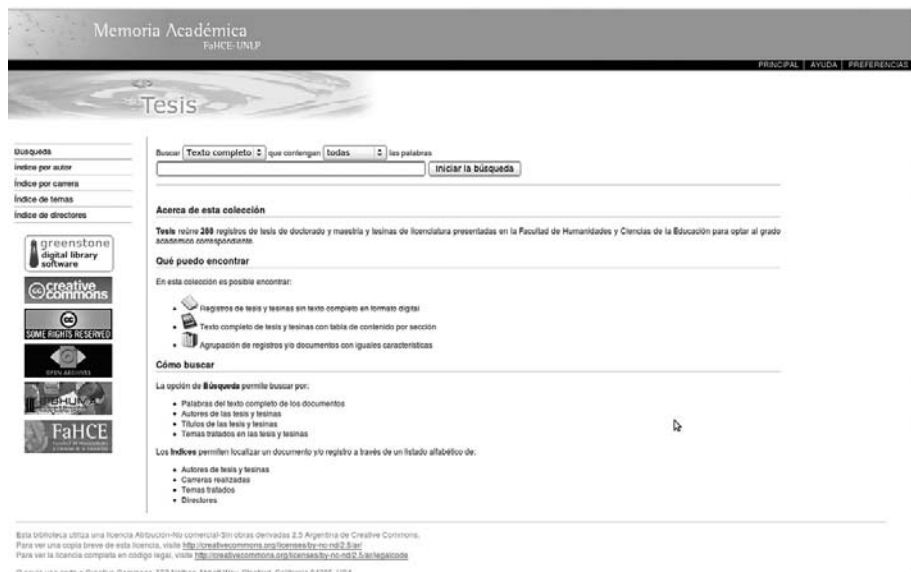 Memoria Académica
FaHCE-UNLP
PRINCIPAL | AYUDA | PREFERENCIAS
Tesis
Búsqueda
Índice por autor
Índice por carrera
Índice de temas
Índice de directores
greenstone
digital library
software
cc creative
commons
cc
SOME RIGHTS RESERVED
OPEN ARCHIVES
FaHCE
Buscar Texto completo que contengan todas las palabras
Iniciar la búsqueda
Acerca de esta colección
Tesis reúne 288 registros de tesis de doctorado y maestría y tesinas de licenciatura presentadas en la Facultad de Humanidades y Ciencias de la Educación para optar al grado
académico correspondiente.
Qué puedo encontrar
En esta colección es posible encontrar:
Registros de tesis y tesinas sin texto completo en formato digital
Texto completo de tesis y tesinas con tabla de contenido por sección
Agrupación de registros y/o documentos con iguales características
Cómo buscar
La opción de Búsqueda permite buscar por:
Palabras del texto completo de los documentos
Autores de las tesis y tesinas
Títulos de las tesis y tesinas
Temas tratados en las tesis y tesinas
Los Indices permiten localizar un documento y/o registro a través de un listado alfabético de:
Autores de tesis y tesinas
Carreras realizadas
Temas tratados
Directores
Esta biblioteca utiliza una licencia Atribución-No comercial-Sin obras derivadas 2.5 Argentina de Creative Commons.
Para ver una copia breve de esta licencia, visite http://creativecommons.org/licenses/by-nc-nd/2.5/ar/
Para ver la licencia completa en código legal, visite http://creativecommons.org/licenses/by-nc-nd/2.5/ar/legalcode